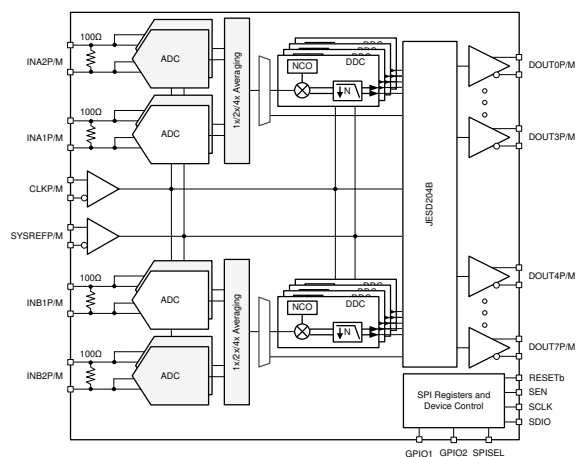 100Ω
INA2P/M
ADC
1x/2x/4x Averaging
DDC
NCO
DDC
N
DOUT0P/M
100Ω
INA1P/M
ADC
DOUT3P/M
CLKP/M
JESD204B
SYSREFP/M
100Ω
INB1P/M
ADC
1x/2x/4x Averaging
DDC
NCO
DDC
N
DOUT4P/M
100Ω
INB2P/M
ADC
DOUT7P/M
SPI Registers and
Device Control
RESETb
SEN
SCLK
SDIO
GPIO1 GPIO2 SPISEL